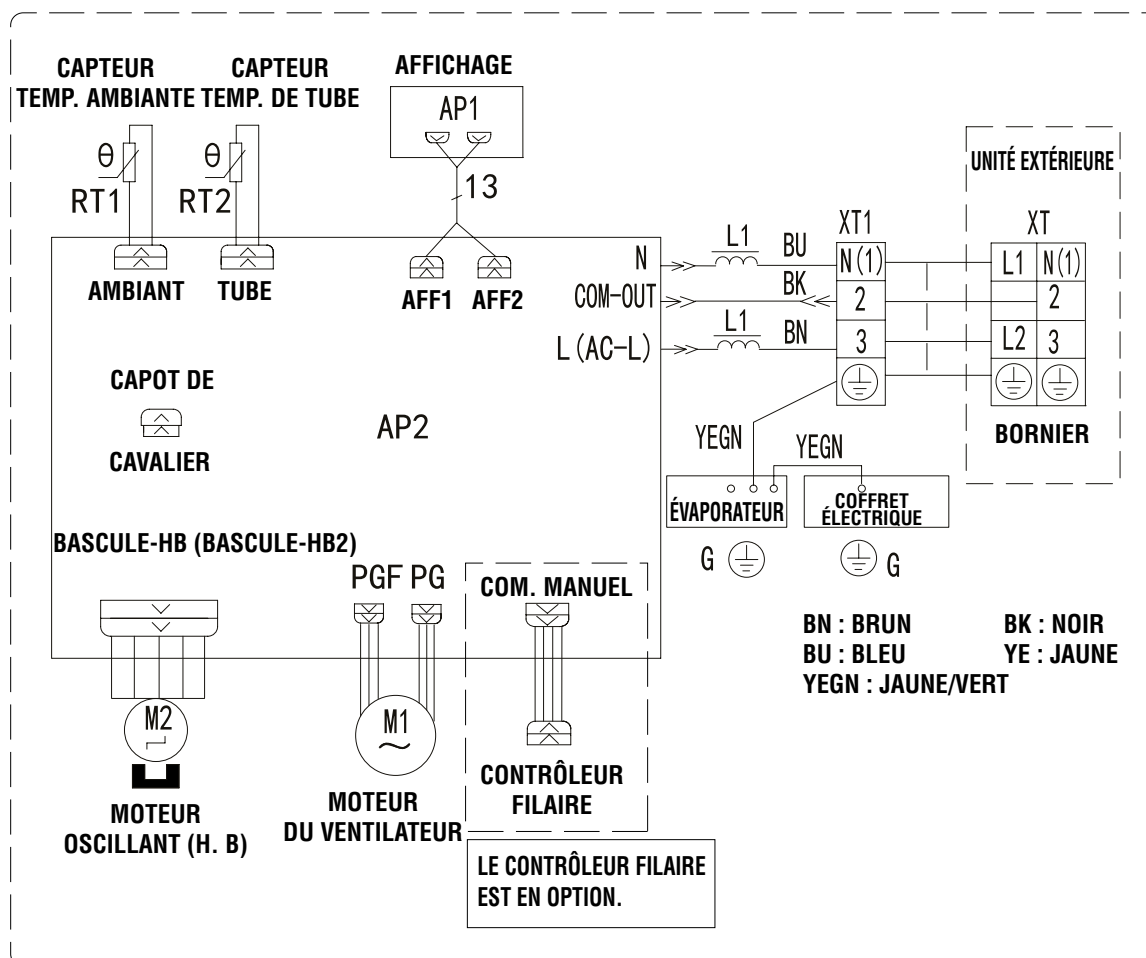 CAPTEUR
TEMP. AMBIANTE
CAPTEUR
TEMP. DE TUBE
AFFICHAGE
AP1
θ
RT1
θ
RT2
13
AMBIANT
TUBE
AFF1
AFF2
N
COM-OUT
L (AC-L)
L1
BU
BK
L1
BN
XT1
N(1)
2
3
UNITÉ EXTÉRIEURE
XT
L1
N(1)
2
L2
3
BORNIER
CAPOT DE
CAVALIER
AP2
YEGN
YEGN
ÉVAPORATEUR
COFFRET
ÉLECTRIQUE
G
G
BASCULE-HB (BASCULE-HB2)
PGF
PG
COM. MANUEL
BN : BRUN
BK : NOIR
BU : BLEU
YE : JAUNE
YEGN : JAUNE/VERT
M2
M1
MOTEUR
OSCILLANT (H. B)
MOTEUR
DU VENTILATEUR
CONTRÔLEUR
FILAIRE
LE CONTRÔLEUR FILAIRE
EST EN OPTION.